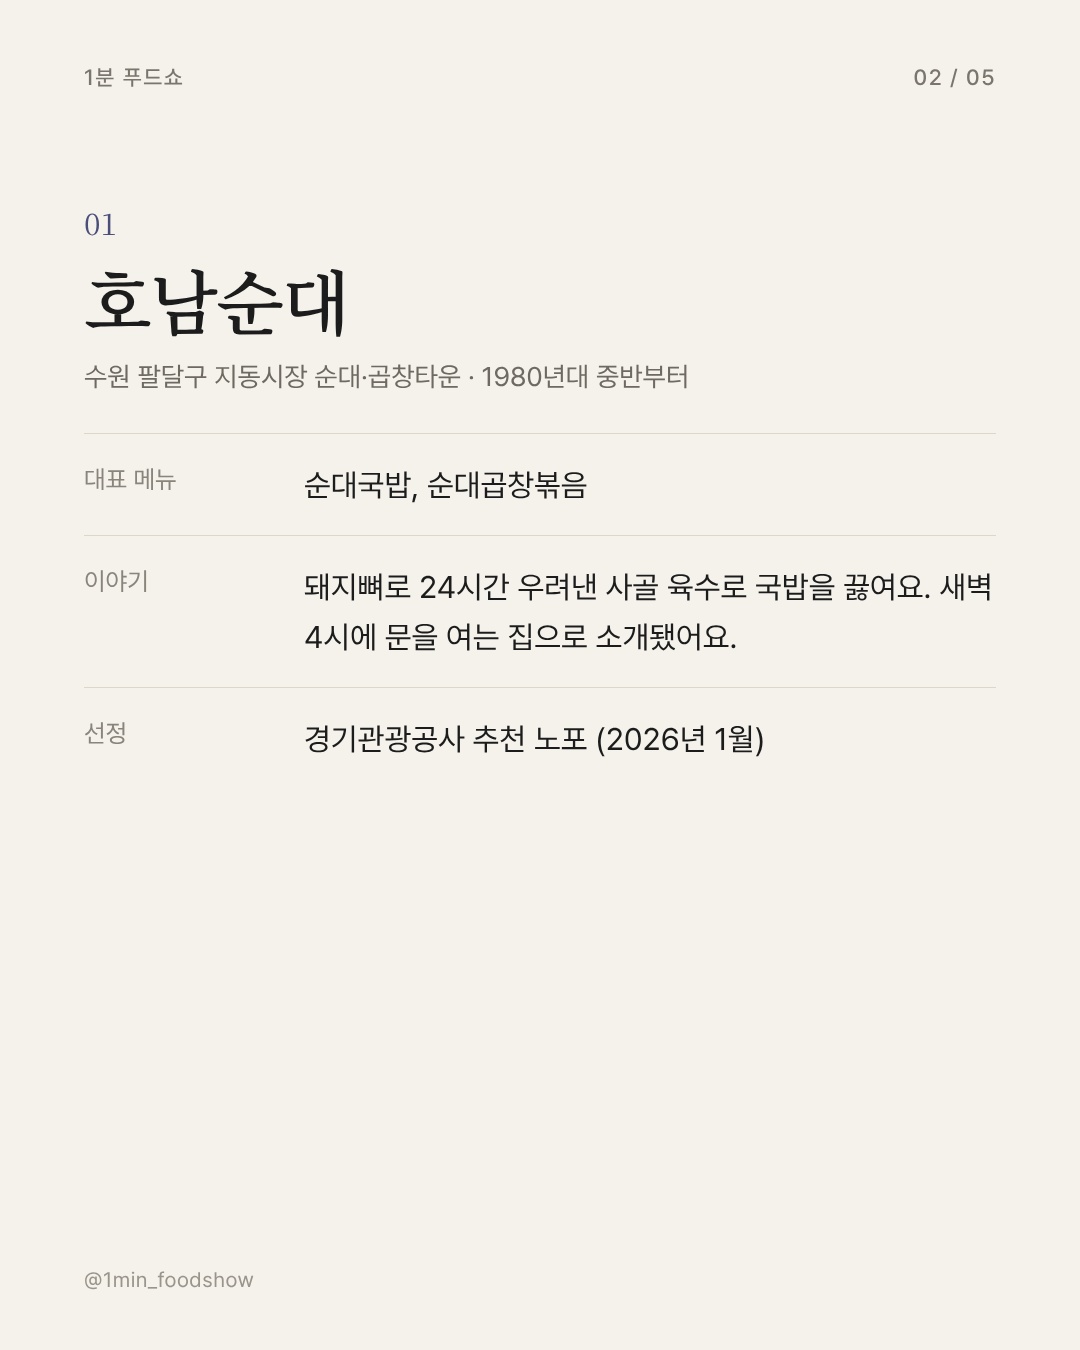 1분 푸드쇼
02 / 05
01
호남순대
수원 팔달구 지동시장 순대·곱창타운 · 1980년대 중반부터
대표 메뉴
순대국밥, 순대곱창볶음
이야기
돼지뼈로 24시간 우려낸 사골 육수로 국밥을 끓여요. 새벽
4시에 문을 여는 집으로 소개됐어요.
선정
경기관광공사 추천 노포 (2026년 1월)
@1min_foodshow